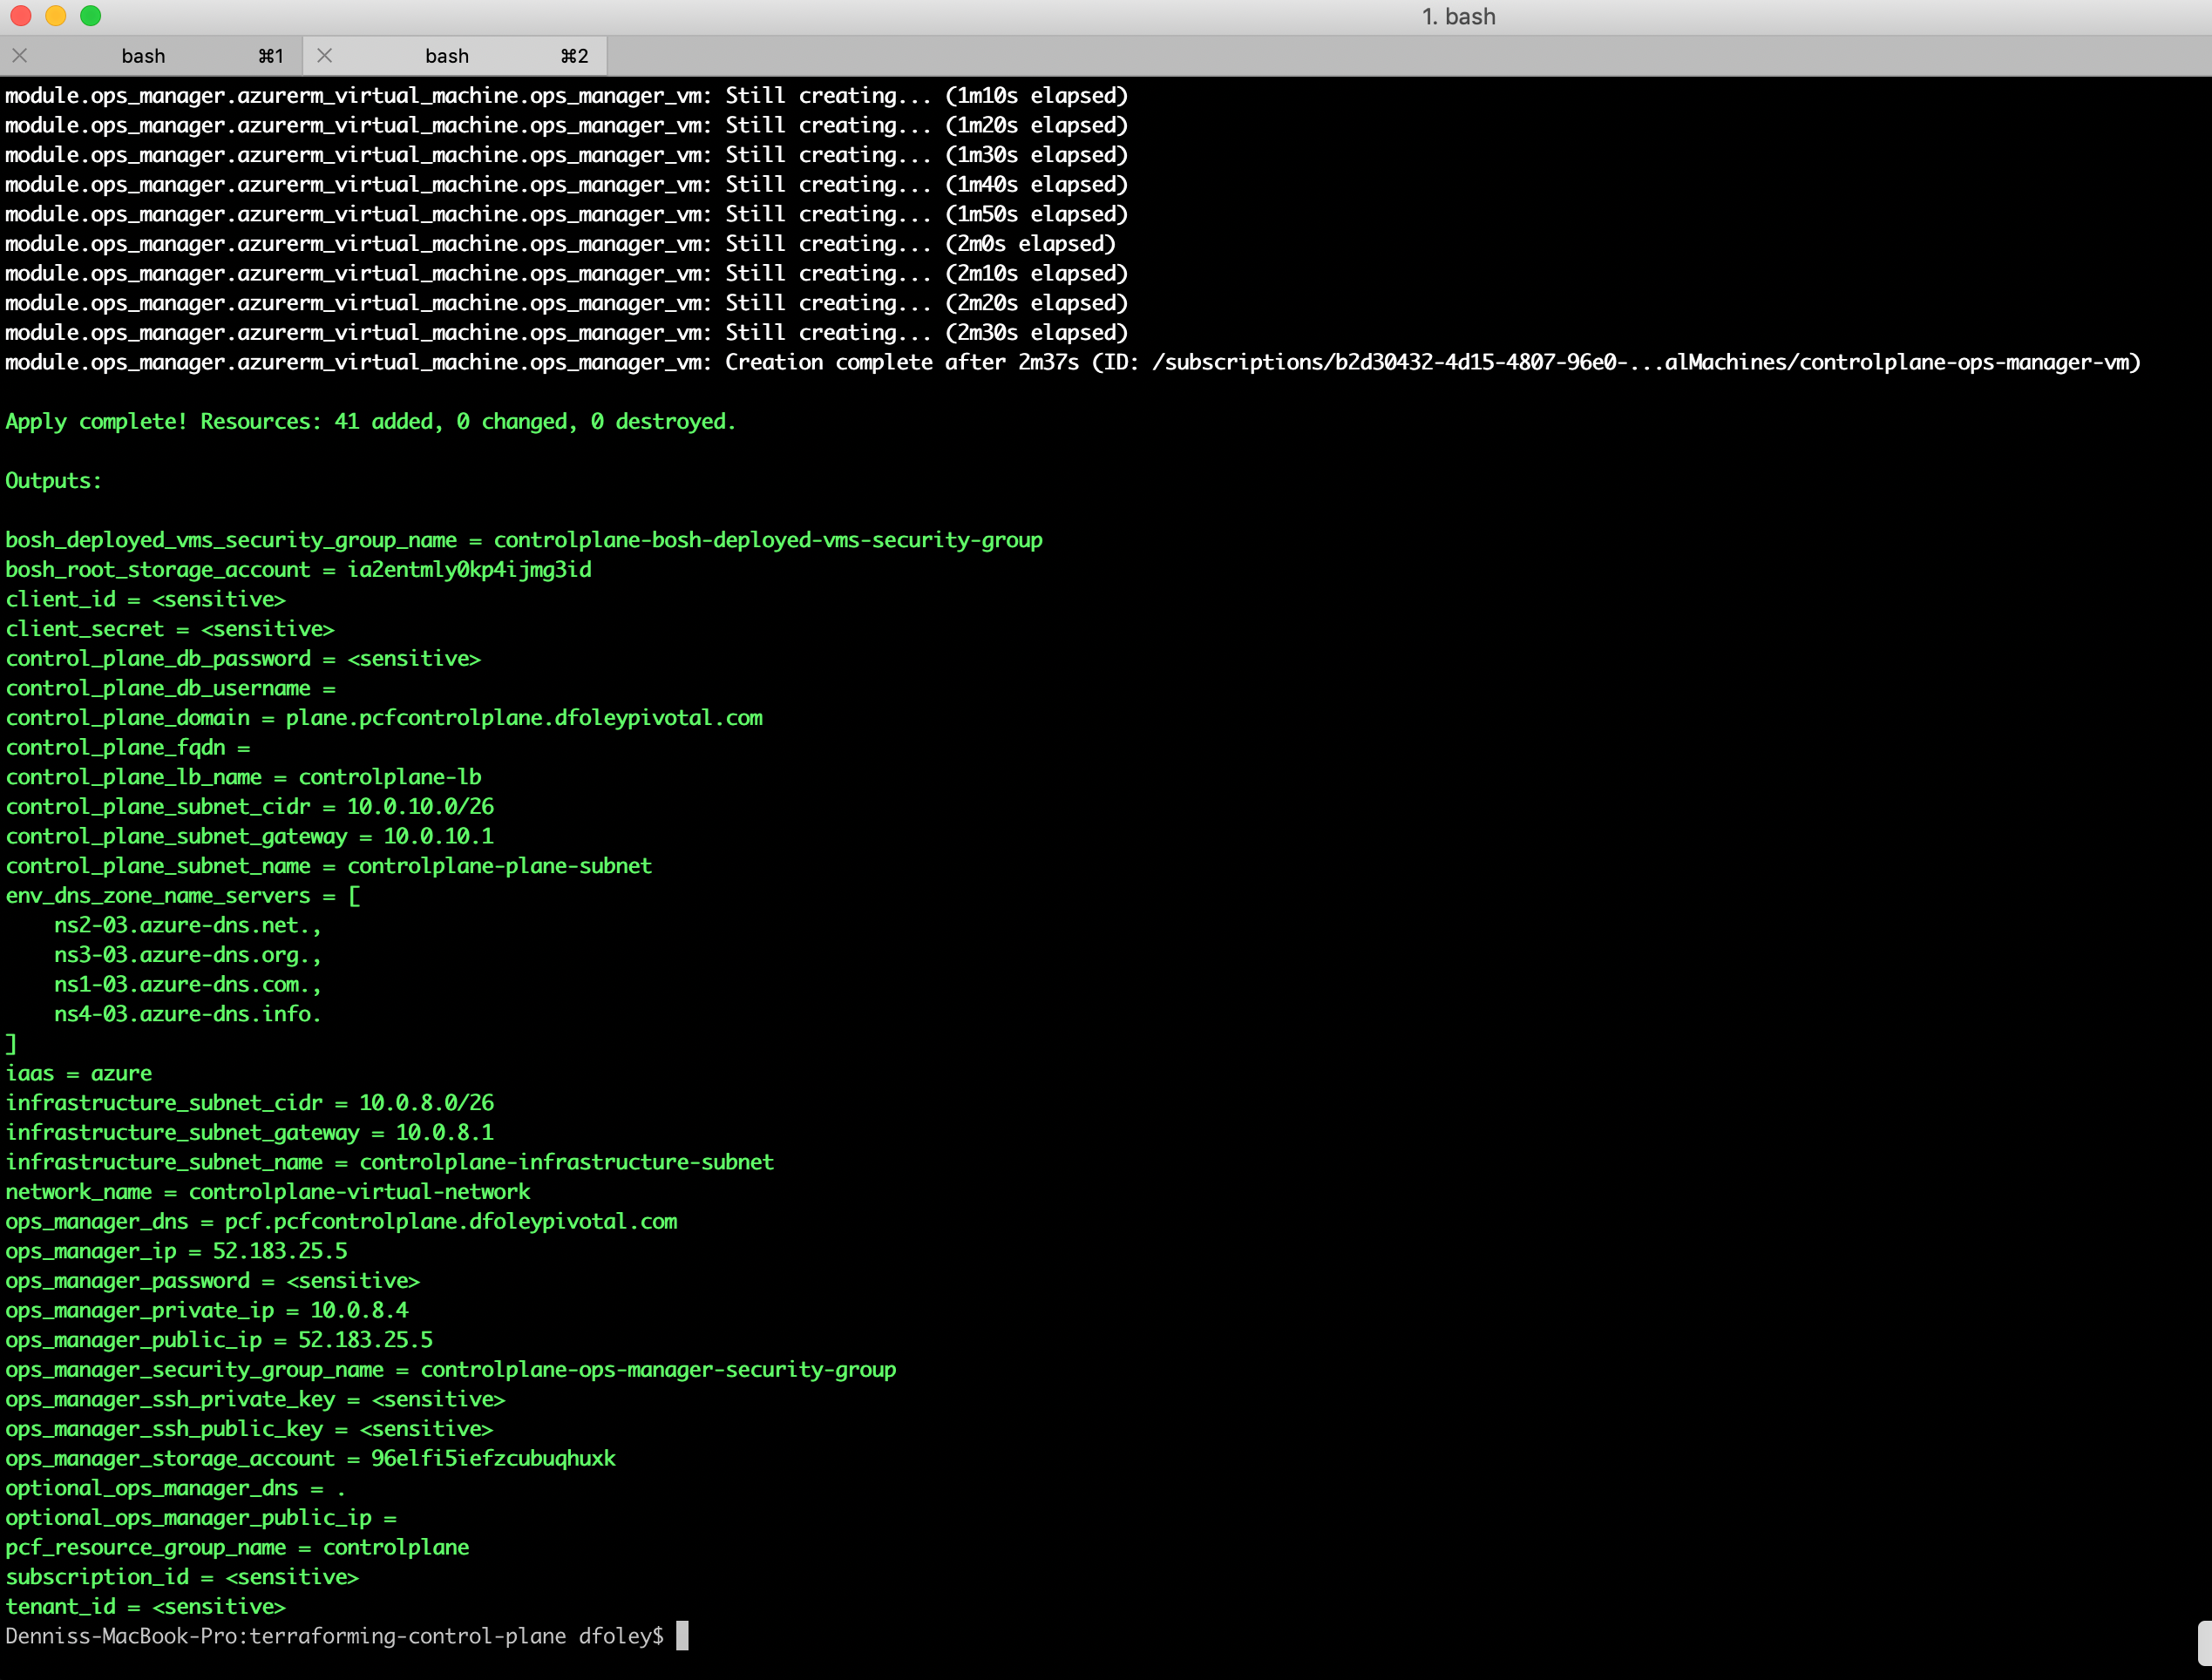 1. bash
bash ⌘1 bash ⌘2
module.ops_manager.azurerm_virtual_machine.ops_manager_vm: Still creating... (1m10s elapsed)
module.ops_manager.azurerm_virtual_machine.ops_manager_vm: Still creating... (1m20s elapsed)
module.ops_manager.azurerm_virtual_machine.ops_manager_vm: Still creating... (1m30s elapsed)
module.ops_manager.azurerm_virtual_machine.ops_manager_vm: Still creating... (1m40s elapsed)
module.ops_manager.azurerm_virtual_machine.ops_manager_vm: Still creating... (1m50s elapsed)
module.ops_manager.azurerm_virtual_machine.ops_manager_vm: Still creating... (2m0s elapsed)
module.ops_manager.azurerm_virtual_machine.ops_manager_vm: Still creating... (2m10s elapsed)
module.ops_manager.azurerm_virtual_machine.ops_manager_vm: Still creating... (2m20s elapsed)
module.ops_manager.azurerm_virtual_machine.ops_manager_vm: Still creating... (2m30s elapsed)
module.ops_manager.azurerm_virtual_machine.ops_manager_vm: Creation complete after 2m37s (ID: /subscriptions/b2d30432-4d15-4807-96e0-...alMachines/controlplane-ops-manager-vm)
Apply complete! Resources: 41 added, 0 changed, 0 destroyed.
Outputs:
bosh_deployed_vms_security_group_name = controlplane-bosh-deployed-vms-security-group
bosh_root_storage_account = ia2entmly0kp4ijmg3id
client_id = <sensitive>
client_secret = <sensitive>
control_plane_db_password = <sensitive>
control_plane_db_username =
control_plane_domain = plane.pcfcontrolplane.dfoleypivotal.com
control_plane_fqdn =
control_plane_lb_name = controlplane-lb
control_plane_subnet_cidr = 10.0.10.0/26
control_plane_subnet_gateway = 10.0.10.1
control_plane_subnet_name = controlplane-plane-subnet
env_dns_zone_name_servers = [
    ns2-03.azure-dns.net.,
    ns3-03.azure-dns.org.,
    ns1-03.azure-dns.com.,
    ns4-03.azure-dns.info.
]
iaas = azure
infrastructure_subnet_cidr = 10.0.8.0/26
infrastructure_subnet_gateway = 10.0.8.1
infrastructure_subnet_name = controlplane-infrastructure-subnet
network_name = controlplane-virtual-network
ops_manager_dns = pcf.pcfcontrolplane.dfoleypivotal.com
ops_manager_ip = 52.183.25.5
ops_manager_password = <sensitive>
ops_manager_private_ip = 10.0.8.4
ops_manager_public_ip = 52.183.25.5
ops_manager_security_group_name = controlplane-ops-manager-security-group
ops_manager_ssh_private_key = <sensitive>
ops_manager_ssh_public_key = <sensitive>
ops_manager_storage_account = 96elfi5iefzcubuqhuxk
optional_ops_manager_dns = .
optional_ops_manager_public_ip =
pcf_resource_group_name = controlplane
subscription_id = <sensitive>
tenant_id = <sensitive>
Denniss-MacBook-Pro:terraforming-control-plane dfoley$